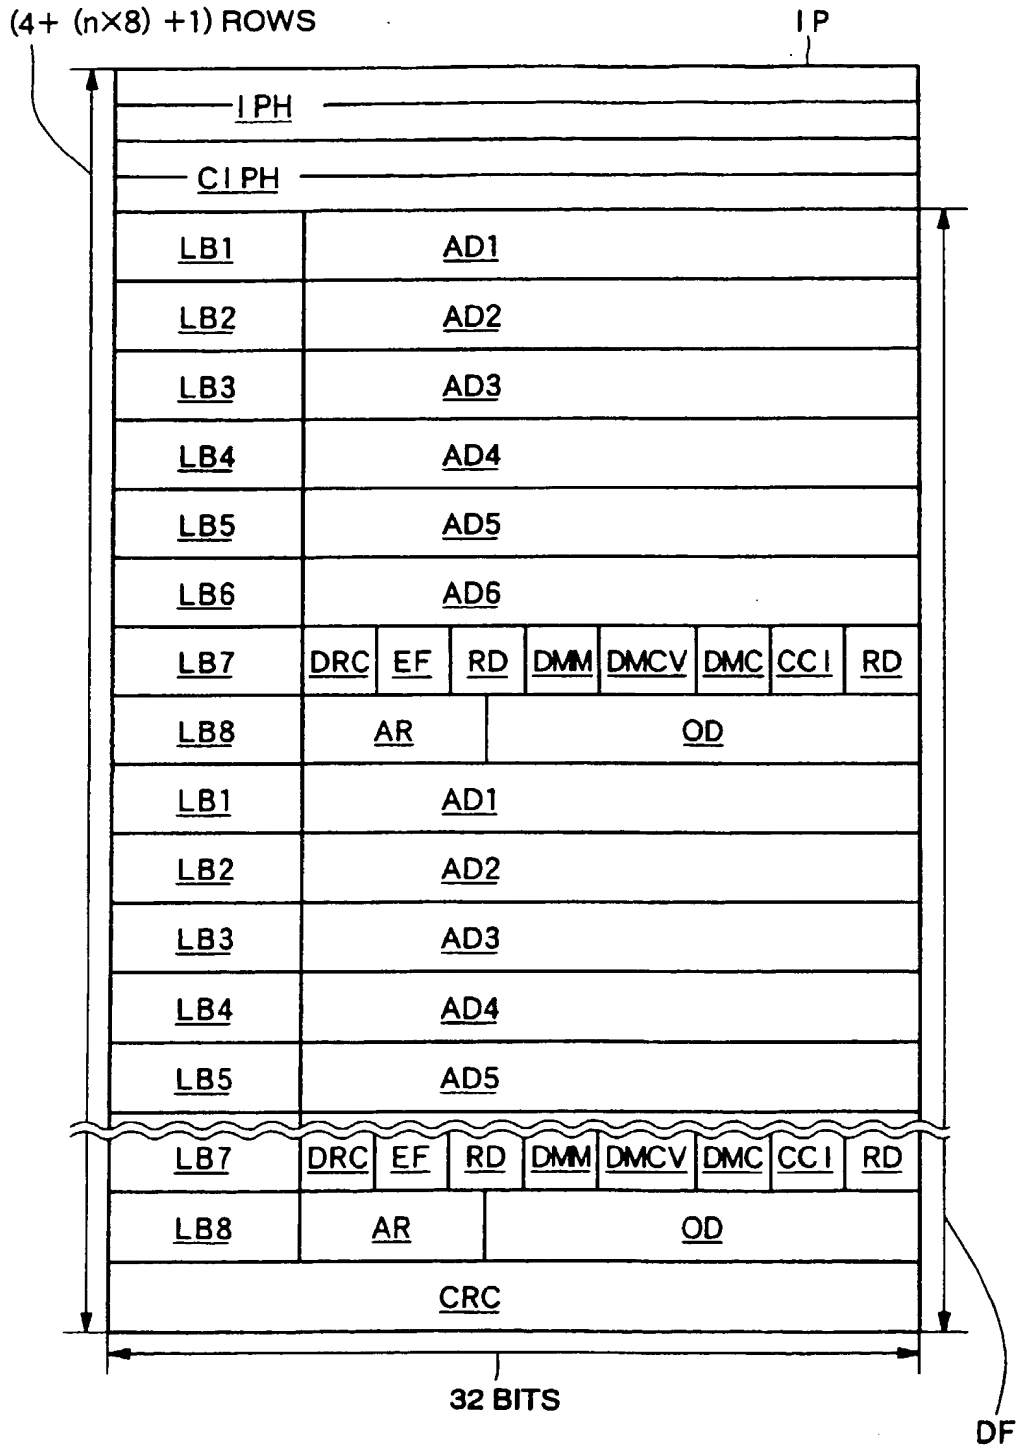 (4+ (n×8) +1) ROWS
IP
IPH
CIPH
LB1 AD1
LB2 AD2
LB3 AD3
LB4 AD4
LB5 AD5
LB6 AD6
LB7 DRC EF RD DMM DMCV DMC CCI RD
LB8 AR OD
LB1 AD1
LB2 AD2
LB3 AD3
LB4 AD4
LB5 AD5
LB7 DRC EF RD DMM DMCV DMC CCI RD
LB8 AR OD
CRC
32 BITS
DF